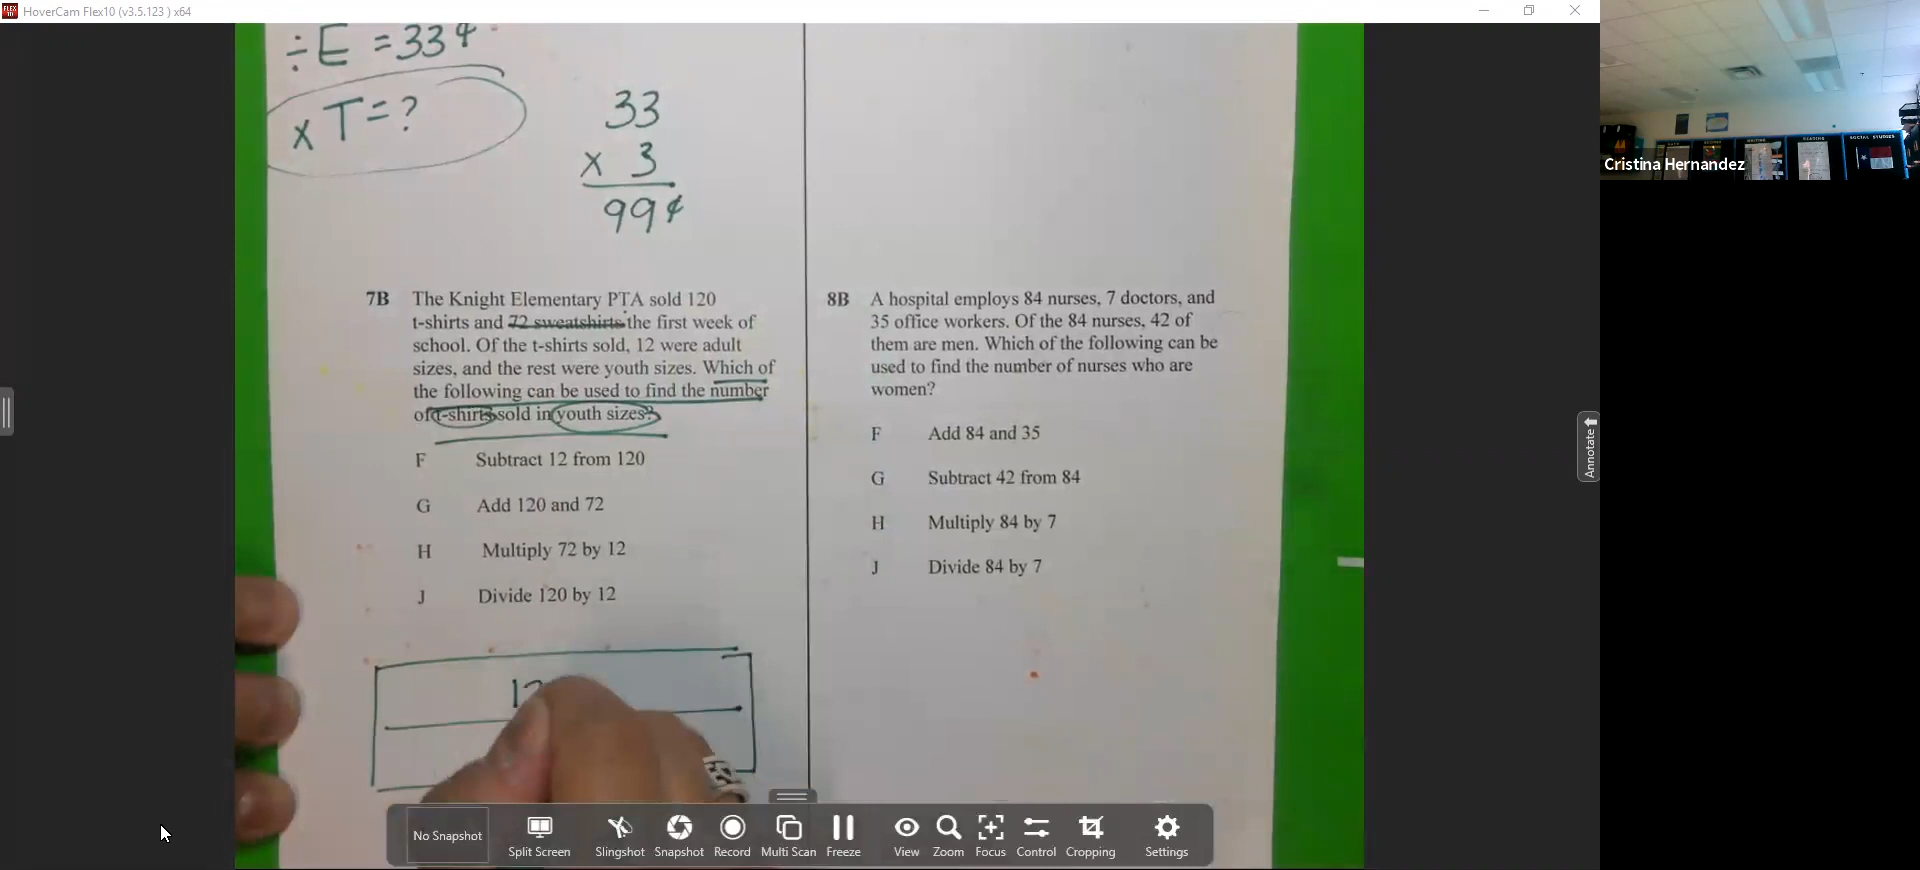 HoverCam Flex10 (v3.5.123 ) x64
÷ E = 33¢
x T = ?
33
x 3
99¢
7B The Knight Elementary PTA sold 120
t-shirts and 72 sweatshirts the first week of
school. Of the t-shirts sold, 12 were adult
sizes, and the rest were youth sizes. Which of
the following can be used to find the number
of t-shirts sold in youth sizes?
F Subtract 12 from 120
G Add 120 and 72
H Multiply 72 by 12
J Divide 120 by 12
12
8B A hospital employs 84 nurses, 7 doctors, and
35 office workers. Of the 84 nurses, 42 of
them are men. Which of the following can be
used to find the number of nurses who are
women?
F Add 84 and 35
G Subtract 42 from 84
H Multiply 84 by 7
J Divide 84 by 7
No Snapshot
Split Screen
Slingshot
Snapshot
Record
Multi Scan
Freeze
View
Zoom
Focus
Control
Cropping
Settings
Annotate
SOCIAL STUDIES
Cristina Hernandez